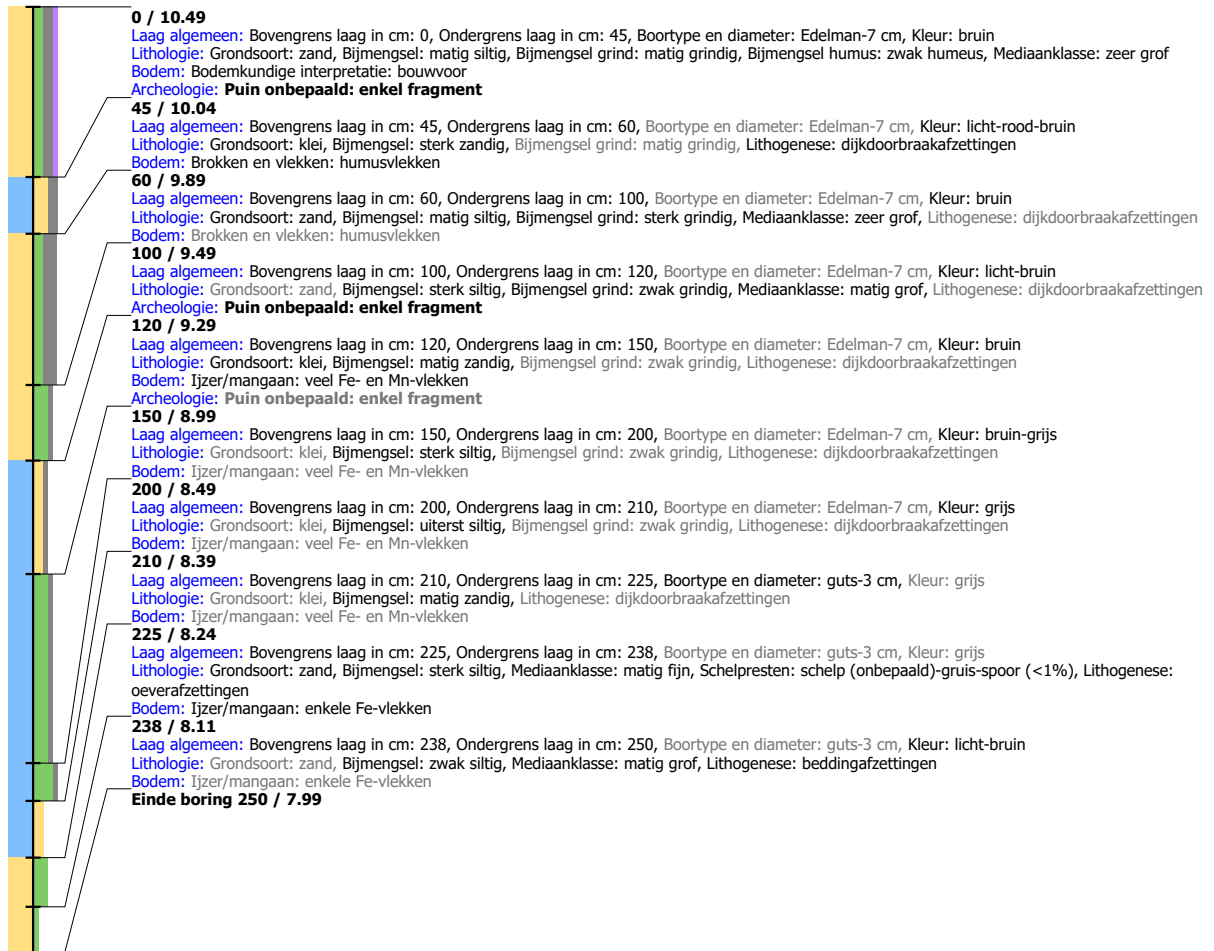 0 / 10.49
Laag algemeen: Bovengrens laag in cm: 0, Ondergrens laag in cm: 45, Boortype en diameter: Edelman-7 cm, Kleur: bruin
Lithologie: Grondsoort: zand, Bijmengsel: matig siltig, Bijmengsel grind: matig grindig, Bijmengsel humus: zwak humeus, Mediaanklasse: zeer grof
Bodem: Bodemkundige interpretatie: bouwvoor
Archeologie: Puin onbepaald: enkel fragment
45 / 10.04
Laag algemeen: Bovengrens laag in cm: 45, Ondergrens laag in cm: 60, Boortype en diameter: Edelman-7 cm, Kleur: licht-rood-bruin
Lithologie: Grondsoort: klei, Bijmengsel: sterk zandig, Bijmengsel grind: matig grindig, Lithogenese: dijkdoorbraakafzettingen
Bodem: Brokken en vlekken: humusvlekken
60 / 9.89
Laag algemeen: Bovengrens laag in cm: 60, Ondergrens laag in cm: 100, Boortype en diameter: Edelman-7 cm, Kleur: bruin
Lithologie: Grondsoort: zand, Bijmengsel: matig siltig, Bijmengsel grind: sterk grindig, Mediaanklasse: zeer grof, Lithogenese: dijkdoorbraakafzettingen
Bodem: Brokken en vlekken: humusvlekken
100 / 9.49
Laag algemeen: Bovengrens laag in cm: 100, Ondergrens laag in cm: 120, Boortype en diameter: Edelman-7 cm, Kleur: licht-bruin
Lithologie: Grondsoort: zand, Bijmengsel: sterk siltig, Bijmengsel grind: zwak grindig, Mediaanklasse: matig grof, Lithogenese: dijkdoorbraakafzettingen
Archeologie: Puin onbepaald: enkel fragment
120 / 9.29
Laag algemeen: Bovengrens laag in cm: 120, Ondergrens laag in cm: 150, Boortype en diameter: Edelman-7 cm, Kleur: bruin
Lithologie: Grondsoort: klei, Bijmengsel: matig zandig, Bijmengsel grind: zwak grindig, Lithogenese: dijkdoorbraakafzettingen
Bodem: Ijzer/mangaan: veel Fe- en Mn-vlekken
Archeologie: Puin onbepaald: enkel fragment
150 / 8.99
Laag algemeen: Bovengrens laag in cm: 150, Ondergrens laag in cm: 200, Boortype en diameter: Edelman-7 cm, Kleur: bruin-grijs
Lithologie: Grondsoort: klei, Bijmengsel: sterk siltig, Bijmengsel grind: zwak grindig, Lithogenese: dijkdoorbraakafzettingen
Bodem: Ijzer/mangaan: veel Fe- en Mn-vlekken
200 / 8.49
Laag algemeen: Bovengrens laag in cm: 200, Ondergrens laag in cm: 210, Boortype en diameter: Edelman-7 cm, Kleur: grijs
Lithologie: Grondsoort: klei, Bijmengsel: uiterst siltig, Bijmengsel grind: zwak grindig, Lithogenese: dijkdoorbraakafzettingen
Bodem: Ijzer/mangaan: veel Fe- en Mn-vlekken
210 / 8.39
Laag algemeen: Bovengrens laag in cm: 210, Ondergrens laag in cm: 225, Boortype en diameter: guts-3 cm, Kleur: grijs
Lithologie: Grondsoort: klei, Bijmengsel: matig zandig, Lithogenese: dijkdoorbraakafzettingen
Bodem: Ijzer/mangaan: veel Fe- en Mn-vlekken
225 / 8.24
Laag algemeen: Bovengrens laag in cm: 225, Ondergrens laag in cm: 238, Boortype en diameter: guts-3 cm, Kleur: grijs
Lithologie: Grondsoort: zand, Bijmengsel: sterk siltig, Mediaanklasse: matig fijn, Schelpresten: schelp (onbepaald)-gruis-spoor (<1%), Lithogenese:
oeverafzettingen
Bodem: Ijzer/mangaan: enkele Fe-vlekken
238 / 8.11
Laag algemeen: Bovengrens laag in cm: 238, Ondergrens laag in cm: 250, Boortype en diameter: guts-3 cm, Kleur: licht-bruin
Lithologie: Grondsoort: zand, Bijmengsel: zwak siltig, Mediaanklasse: matig grof, Lithogenese: beddingafzettingen
Bodem: Ijzer/mangaan: enkele Fe-vlekken
Einde boring 250 / 7.99